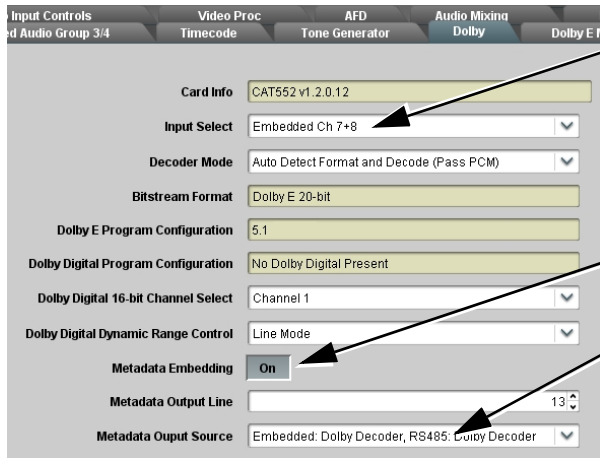 Input Controls Video Proc AFD Audio Mixing
ed Audio Group 3/4 Timecode Tone Generator Dolby Dolby E
Card Info CAT552 v1.2.0.12
Input Select Embedded Ch 7+8
Decoder Mode Auto Detect Format and Decode (Pass PCM)
Bitstream Format Dolby E 20-bit
Dolby E Program Configuration 5.1
Dolby Digital Program Configuration No Dolby Digital Present
Dolby Digital 16-bit Channel Select Channel 1
Dolby Digital Dynamic Range Control Line Mode
Metadata Embedding On
Metadata Output Line 13
Metadata Ouput Source Embedded: Dolby Decoder, RS485: Dolby Decoder